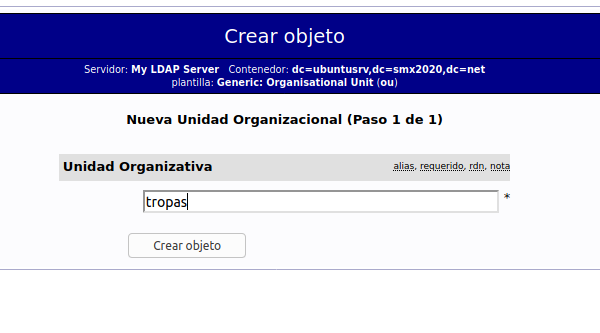 Crear objeto
Servidor: My LDAP Server Contenedor: dc=ubuntusrv,dc=smx2020,dc=net
plantilla: Generic: Organisational Unit (ou)
Nueva Unidad Organizacional (Paso 1 de 1)
Unidad Organizativa alias, requerido, rdn, nota
tropas *
Crear objeto